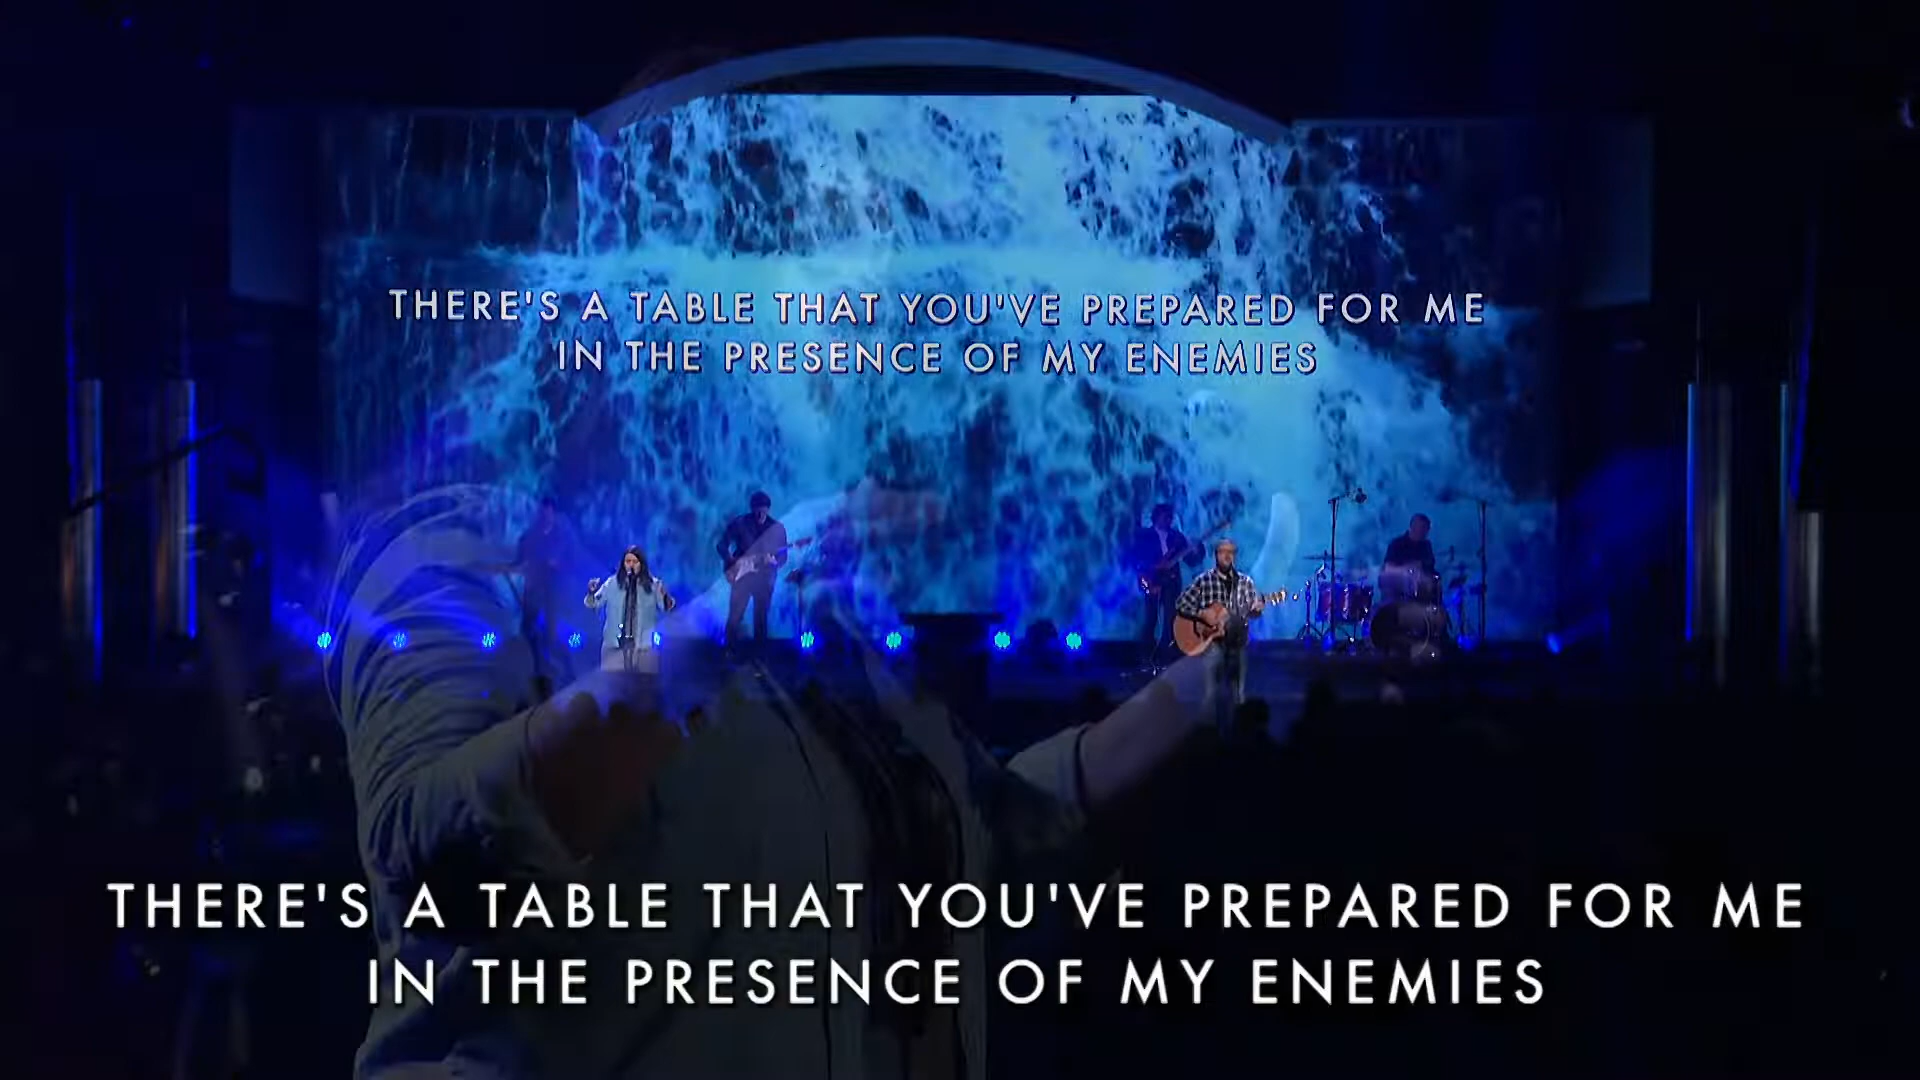 THERE'S A TABLE THAT YOU'VE PREPARED FOR ME
IN THE PRESENCE OF MY ENEMIES
THERE'S A TABLE THAT YOU'VE PREPARED FOR ME
IN THE PRESENCE OF MY ENEMIES